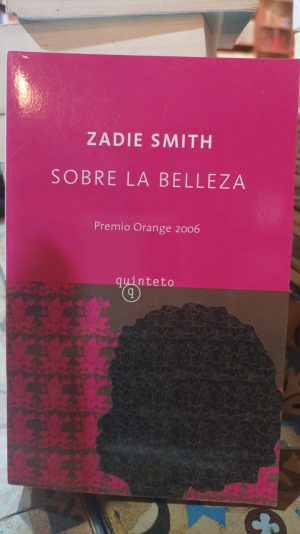 ZADIE SMITH
SOBRE LA BELLEZA
Premio Orange 2006
quinteto
q